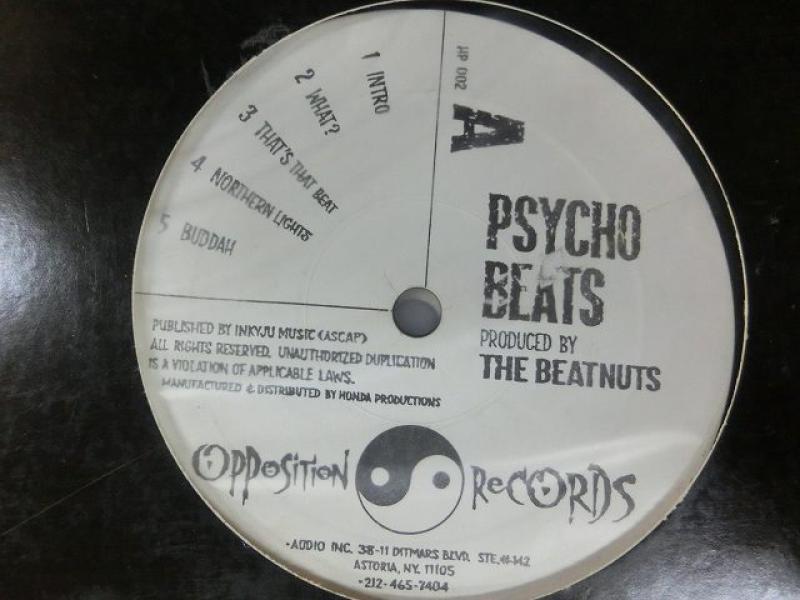 HP 002
A
1 INTRO
2 WHAT?
3 THAT'S THAT BEAT
4 NORTHERN LIGHTS
5 BUDDAH
PSYCHO
BEATS
PRODUCED BY
THE BEATNUTS
PUBLISHED BY INKYJU MUSIC (ASCAP)
ALL RIGHTS RESERVED. UNAUTHORIZED DUPLICATION
IS A VIOLATION OF APPLICABLE LAWS.
MANUFACTURED & DISTRIBUTED BY HONDA PRODUCTIONS
OPPOSITION RECORDS
·AUDIO INC. 38-11 DITMARS BLVD. STE.#142
ASTORIA, NY. 11105
·212-465-7404